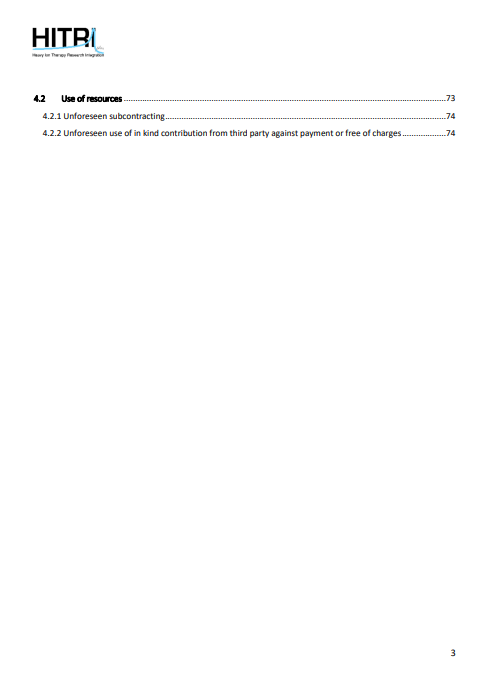 HITRI
Heavy Ion Therapy Research Integration
4.2 Use of resources ........................................................................................................................73
4.2.1 Unforeseen subcontracting.........................................................................................................74
4.2.2 Unforeseen use of in kind contribution from third party against payment or free of charges..................74
3